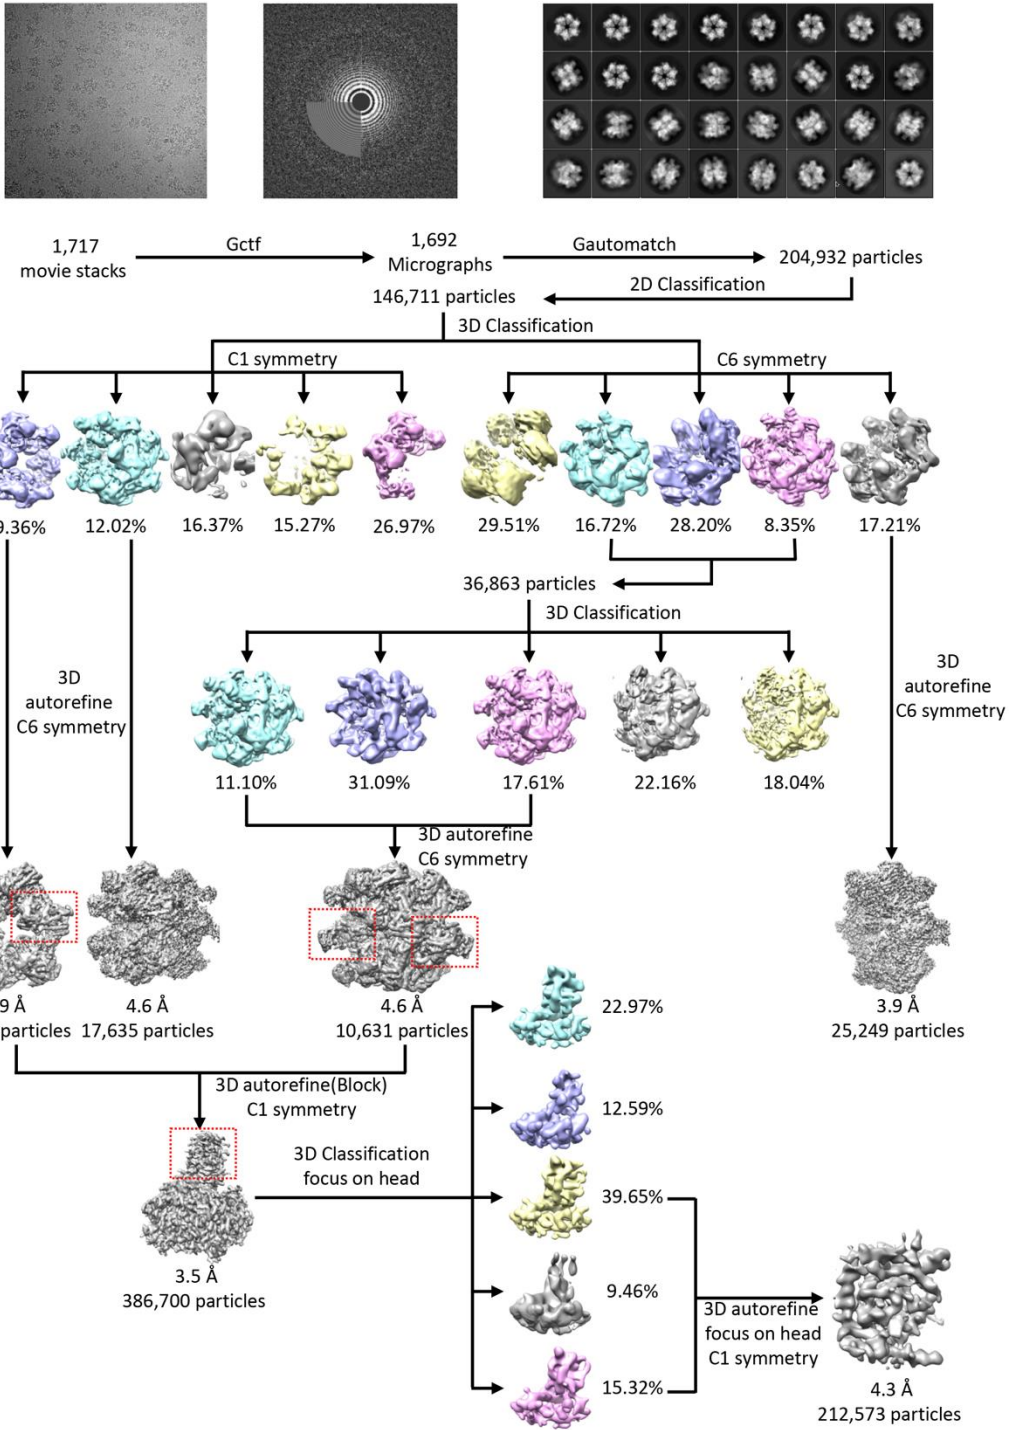 1,717
movie stacks
Gctf
1,692
Micrographs
Gautomatch
204,932 particles
2D Classification
146,711 particles
3D Classification
C1 symmetry
C6 symmetry
9.36%
12.02%
16.37%
15.27%
26.97%
29.51%
16.72%
28.20%
8.35%
17.21%
36,863 particles
3D Classification
3D
autorefine
C6 symmetry
3D
autorefine
C6 symmetry
11.10%
31.09%
17.61%
22.16%
18.04%
3D autorefine
C6 symmetry
9 Å
particles
4.6 Å
17,635 particles
4.6 Å
10,631 particles
3.9 Å
25,249 particles
3D autorefine(Block)
C1 symmetry
3D Classification
focus on head
3.5 Å
386,700 particles
22.97%
12.59%
39.65%
9.46%
15.32%
3D autorefine
focus on head
C1 symmetry
4.3 Å
212,573 particles